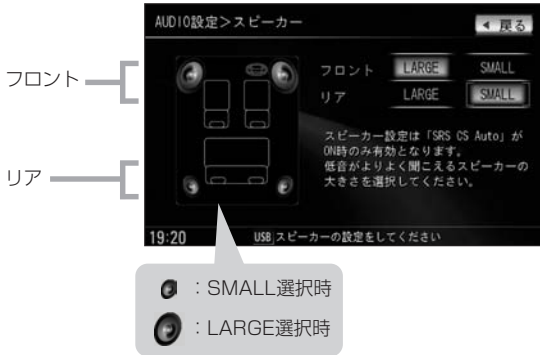 AUDIO設定＞スピーカー
◀ 戻る
フロント LARGE SMALL
リア LARGE SMALL
スピーカー設定は「SRS CS Auto」が
ON時のみ有効となります。
低音がよりよく聞こえるスピーカーの
大きさを選択してください。
19:20 USB スピーカーの設定をしてください
フロント
リア
：SMALL選択時
：LARGE選択時